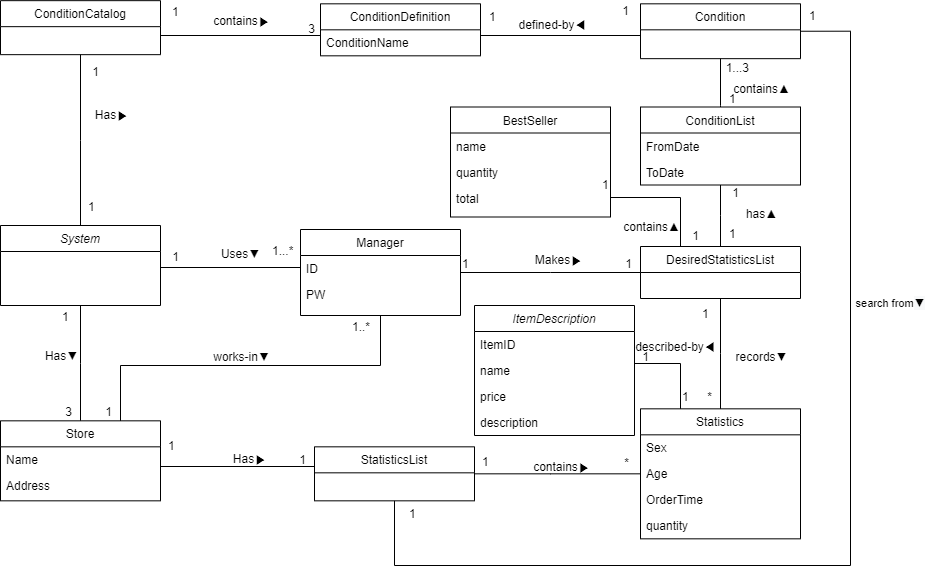 ConditionCatalog
1
contains ▶
3
ConditionDefinition
ConditionName
1
defined-by ◀
1
Condition
1
1
Has ▶
1
1...3
contains ▲
1
ConditionList
FromDate
ToDate
BestSeller
name
quantity
total
1
contains ▲
1
1
has ▲
1
System
1
Uses ▼
1...*
Manager
ID
PW
1
Makes ▶
1
DesiredStatisticsList
search from ▼
1
Has ▼
3
1..*
works-in ▼
1
ItemDescription
ItemID
name
price
description
described-by ◀
1
1
1
records ▼
*
Store
Name
Address
1
Has ▶
1
StatisticsList
1
contains ▶
*
1
Statistics
Sex
Age
OrderTime
quantity